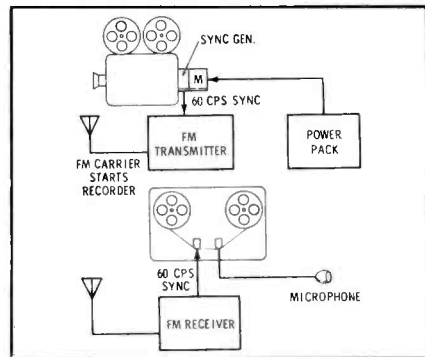 SYNC GEN.
M
60 CPS SYNC
FM
TRANSMITTER
POWER
PACK
FM CARRIER
STARTS
RECORDER
60 CPS
SYNC
MICROPHONE
FM RECEIVER